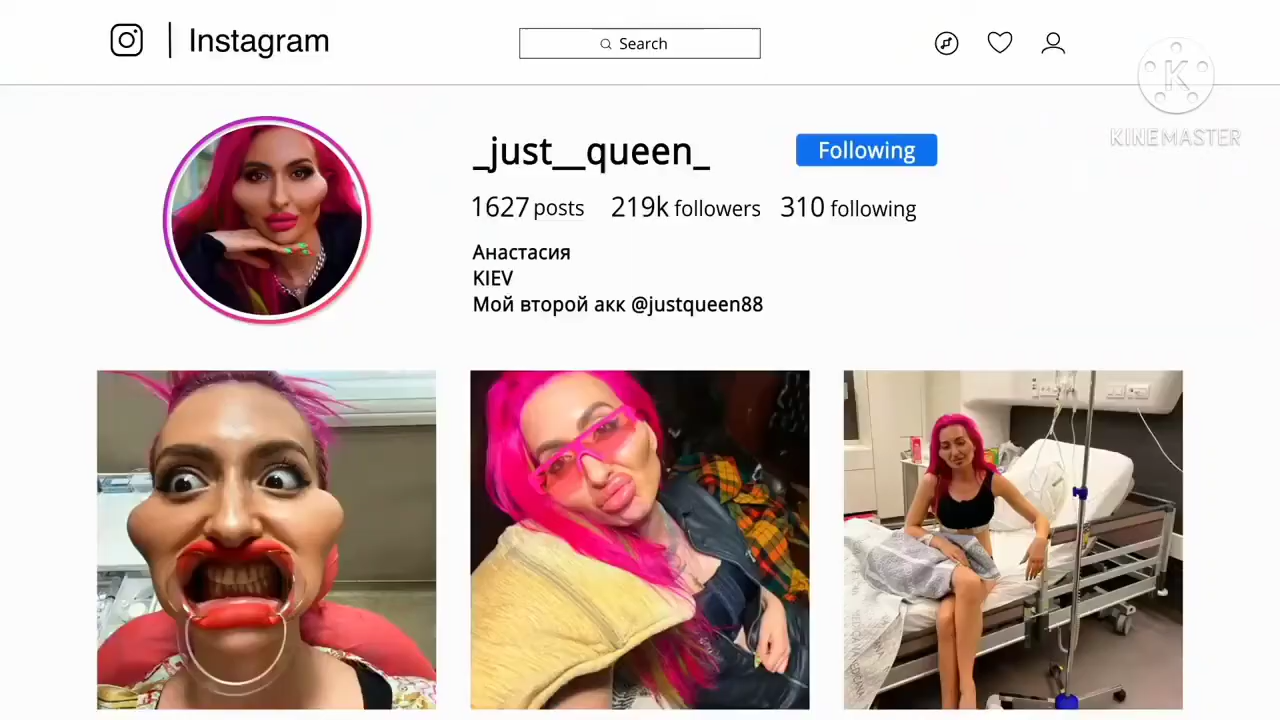 Instagram
Search
KINEMASTER
_just__queen_
Following
1627 posts 219k followers 310 following
Анастасия
KIEV
Мой второй акк @justqueen88